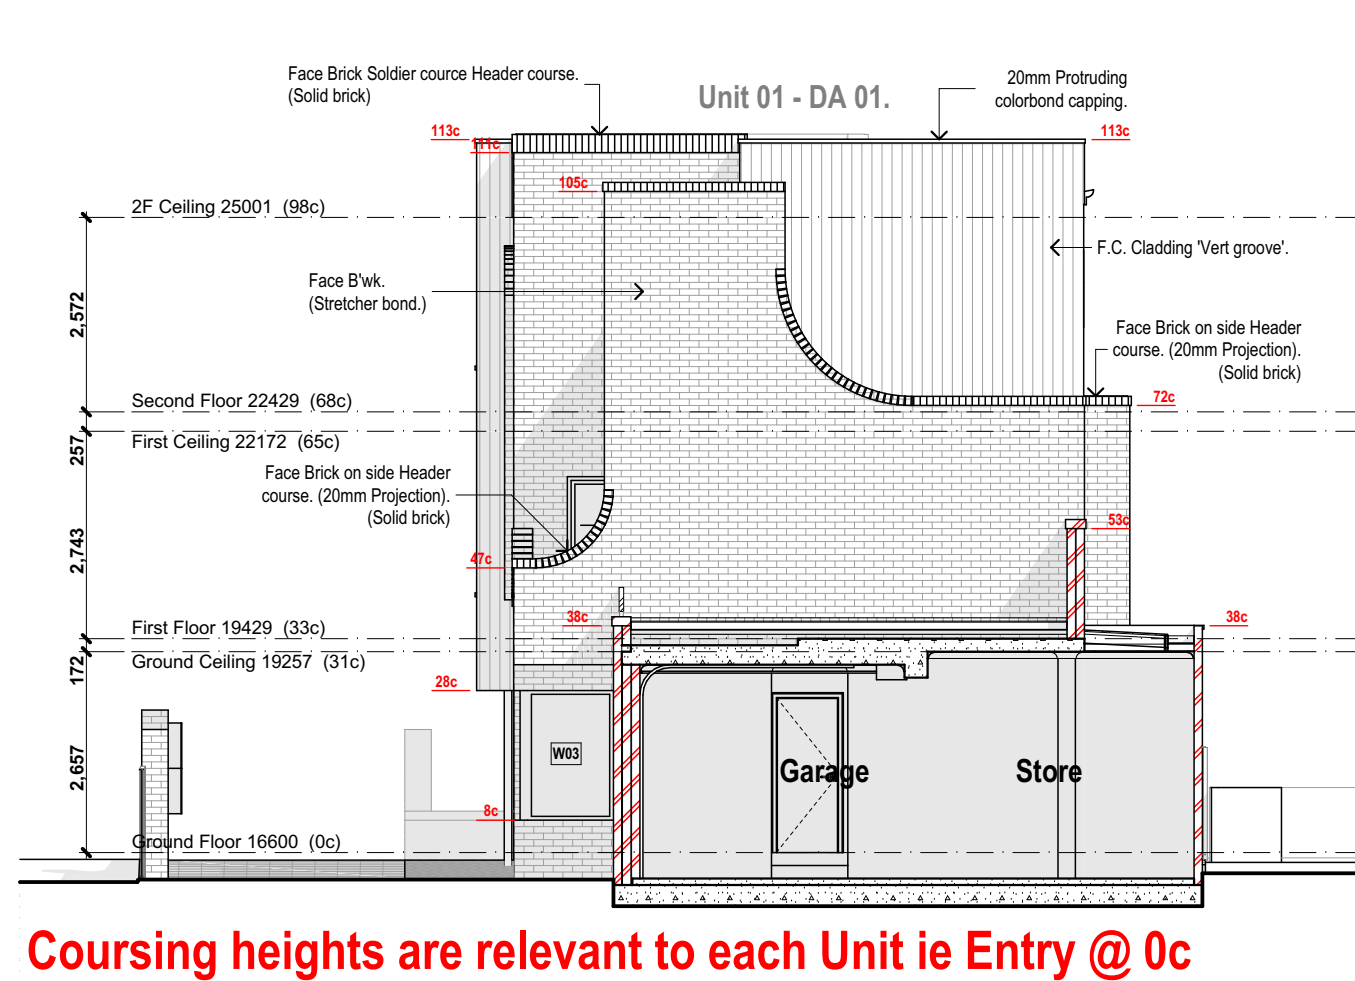 Face Brick Soldier cource Header course.
(Solid brick)
Unit 01 - DA 01.
20mm Protruding
colorbond capping.
113c
111c
113c
105c
2F Ceiling 25001 (98c)
F.C. Cladding 'Vert groove'.
Face B'wk.
(Stretcher bond.)
2,572
Face Brick on side Header
course. (20mm Projection).
(Solid brick)
Second Floor 22429 (68c)
72c
First Ceiling 22172 (65c)
257
Face Brick on side Header
course. (20mm Projection).
(Solid brick)
53c
2,743
47c
38c
38c
First Floor 19429 (33c)
Ground Ceiling 19257 (31c)
172
28c
W03
2,657
Garage
Store
8c
Ground Floor 16600 (0c)
Coursing heights are relevant to each Unit ie Entry @ 0c